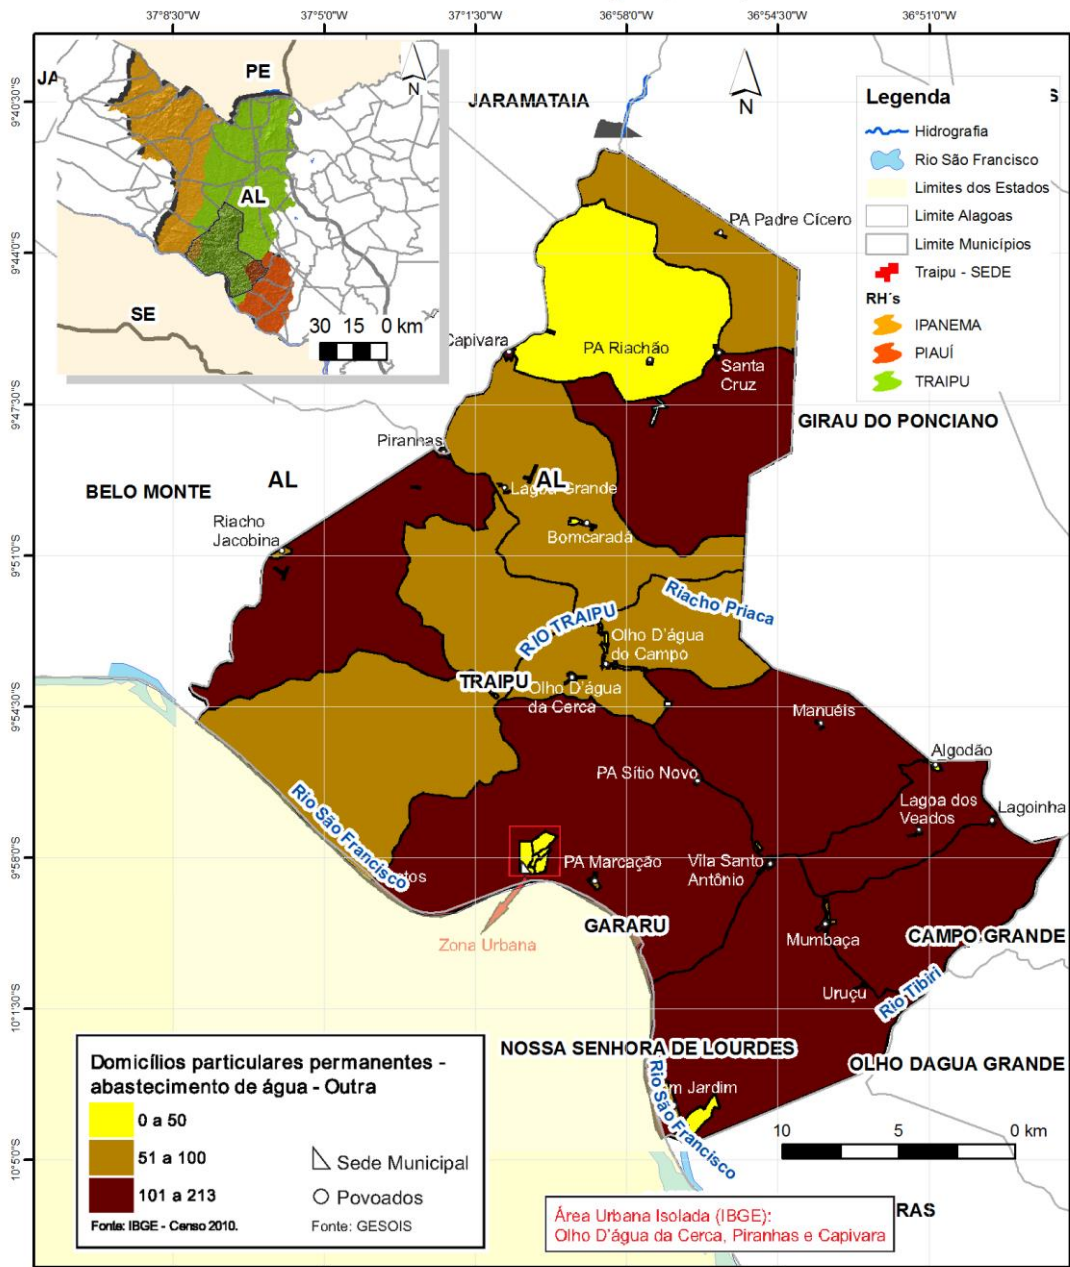 37°8'30"W
37°5'0"W
37°1'30"W
36°58'0"W
36°54'30"W
36°51'0"W
9°40'30"S
9°44'0"S
9°47'30"S
9°51'0"S
9°54'30"S
9°58'0"S
10°1'30"S
10°5'0"S
PE
N
AL
SE
30 15 0 km
JARAMATAIA
N
Legenda
S
Hidrografia
Rio São Francisco
Limites dos Estados
Limite Alagoas
Limite Municípios
Traipu - SEDE
RH´s
IPANEMA
PIAUÍ
TRAIPU
PA Padre Cícero
Capivara
PA Riachão
Santa
Cruz
GIRAU DO PONCIANO
Piranhas
AL
AL
BELO MONTE
Lagoa Grande
Riacho
Jacobina
Bomcarada
Riacho Priaca
RIO TRAIPU
Olho D'água
do Campo
TRAIPU
Olho D'água
da Cerca
Manuéis
Algodão
PA Sítio Novo
Lagoa dos
Veados
Lagoinha
Rio São Francisco
PA Marcação
Vila Santo
Antônio
GARARU
Zona Urbana
Mumbaça
CAMPO GRANDE
Uruçu
Rio Tibiri
NOSSA SENHORA DE LOURDES
OLHO DAGUA GRANDE
m Jardim
Rio São Francisco
10 5 0 km
RAS
Domicílios particulares permanentes -
abastecimento de água - Outra
0 a 50
51 a 100
101 a 213
Sede Municipal
Povoados
Fonte: IBGE - Censo 2010.
Fonte: GESOIS
Área Urbana Isolada (IBGE):
Olho D'água da Cerca, Piranhas e Capivara